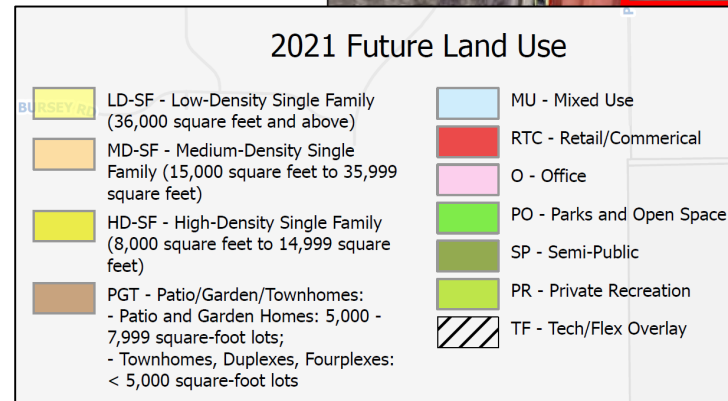 2021 Future Land Use
BURSEY RD
LD-SF - Low-Density Single Family
(36,000 square feet and above)
MD-SF - Medium-Density Single
Family (15,000 square feet to 35,999
square feet)
HD-SF - High-Density Single Family
(8,000 square feet to 14,999 square
feet)
PGT - Patio/Garden/Townhomes:
- Patio and Garden Homes: 5,000 -
7,999 square-foot lots;
- Townhomes, Duplexes, Fourplexes:
< 5,000 square-foot lots
MU - Mixed Use
RTC - Retail/Commerical
O - Office
PO - Parks and Open Space
SP - Semi-Public
PR - Private Recreation
TF - Tech/Flex Overlay